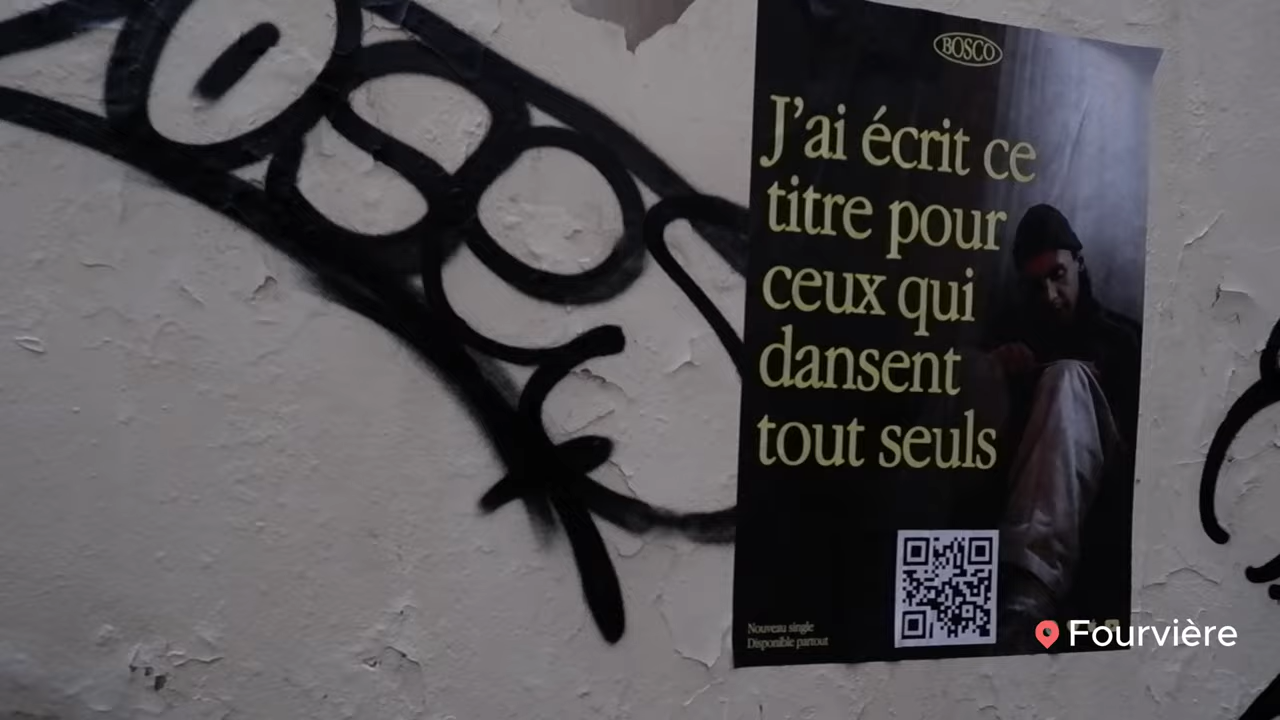 BOSCO
J'ai écrit ce
titre pour
ceux qui
dansent
tout seuls
Nouveau single
Disponible partout
Fourvière